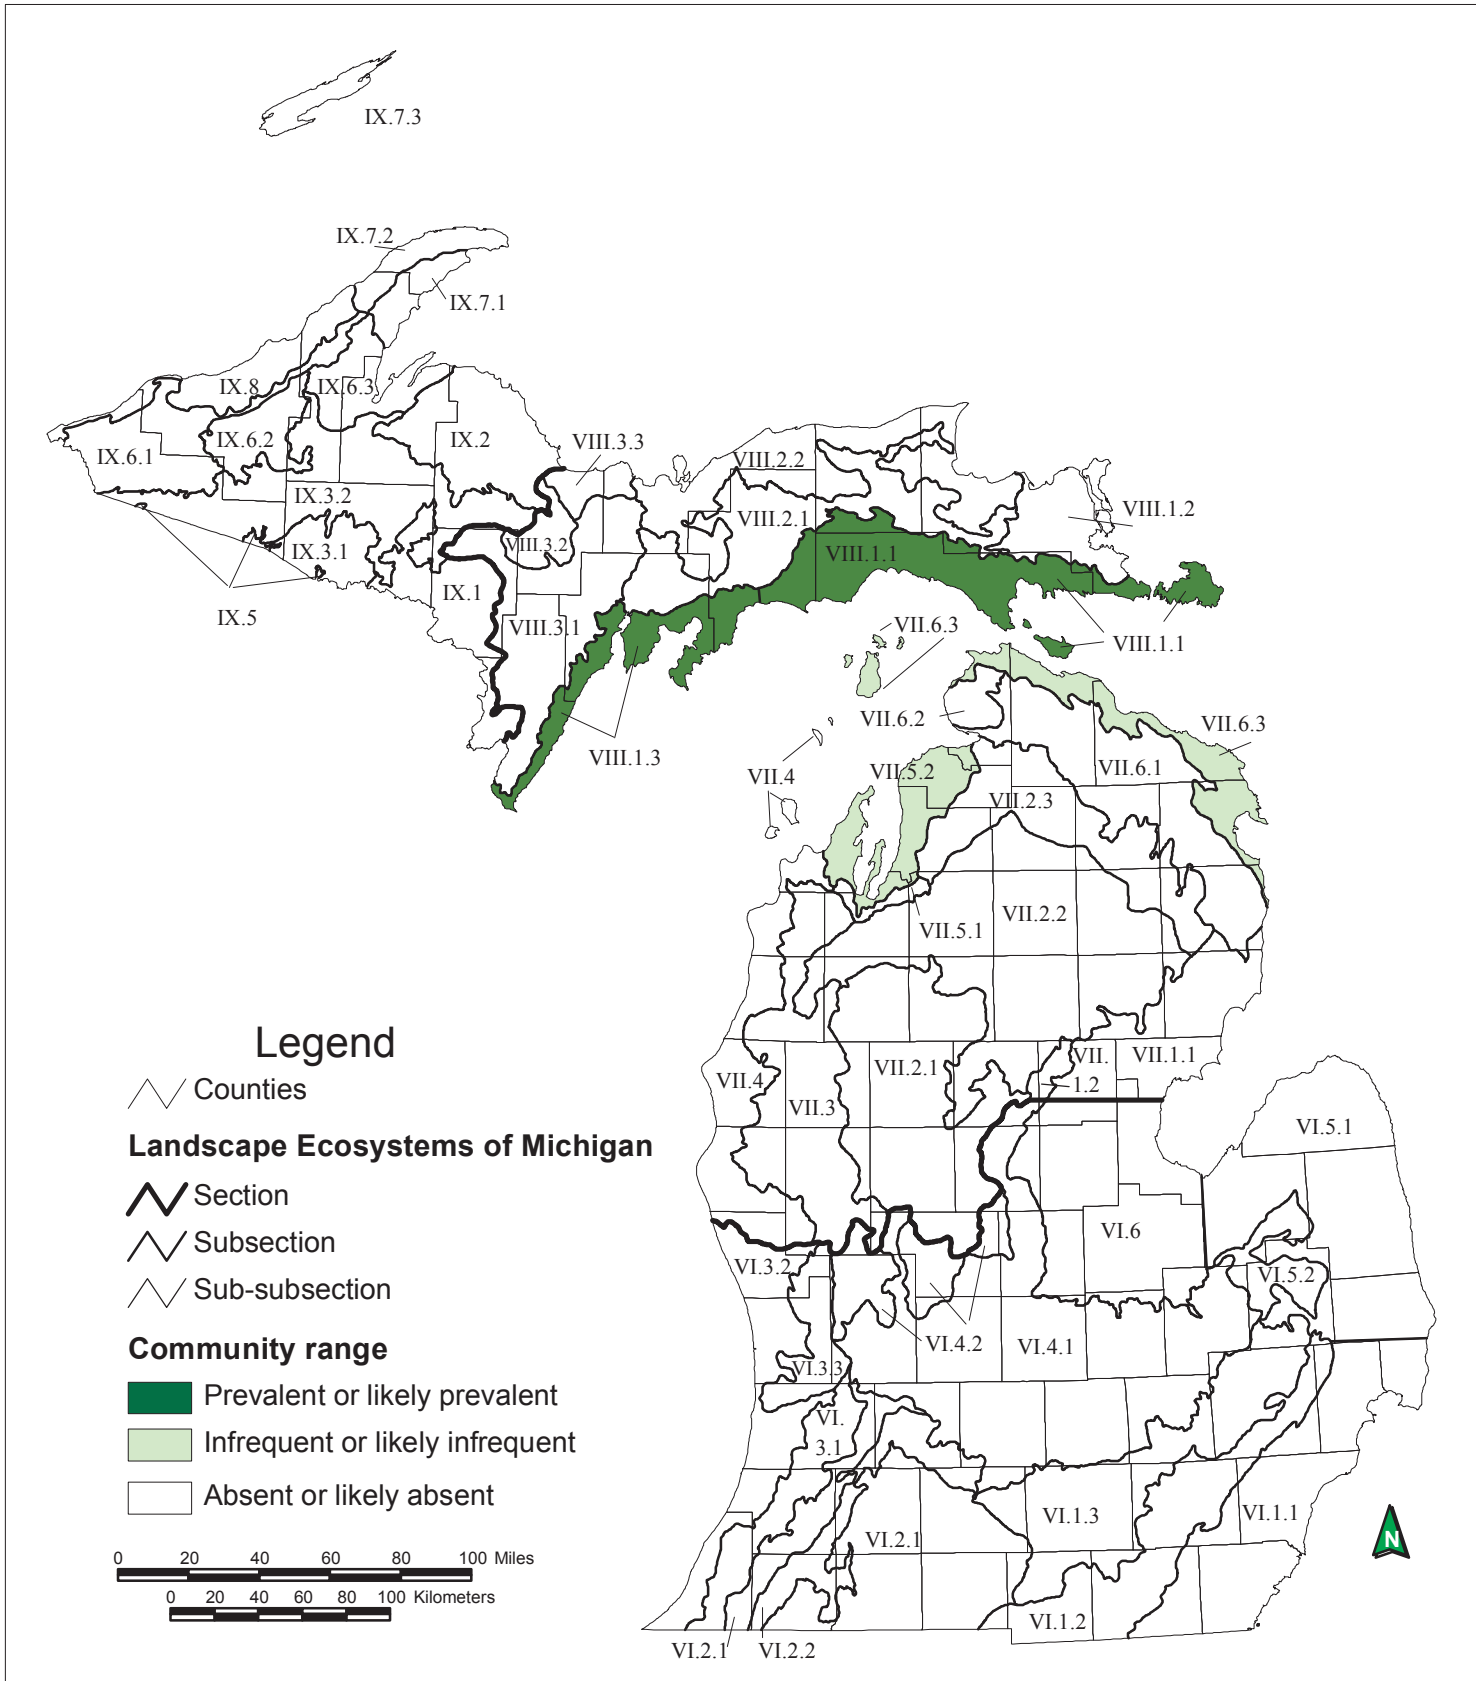 IX.7.3
IX.7.2
IX.7.1
IX.8
IX.6.3
IX.6.2
IX.2
IX.6.1
VIII.3.3
VIII.2.2
IX.3.2
VIII.2.1
VIII.1.2
IX.3.1
VIII.3.2
VIII.1.1
IX.5
IX.1
VIII.3.1
VII.6.3
VIII.1.1
VII.6.2
VII.6.3
VIII.1.3
VII.4
VII.5.2
VII.6.1
VII.2.3
VII.5.1
VII.2.2
Legend
Counties
Landscape Ecosystems of Michigan
Section
Subsection
Sub-subsection
Community range
Prevalent or likely prevalent
Infrequent or likely infrequent
Absent or likely absent
0 20 40 60 80 100 Miles
0 20 40 60 80 100 Kilometers
VII.4
VII.3
VII.2.1
VII.
1.2
VII.1.1
VI.5.1
VI.6
VI.3.2
VI.5.2
VI.4.2
VI.4.1
VI.3.3
VI.
3.1
VI.2.1
VI.1.3
VI.1.1
N
VI.1.2
VI.2.1
VI.2.2